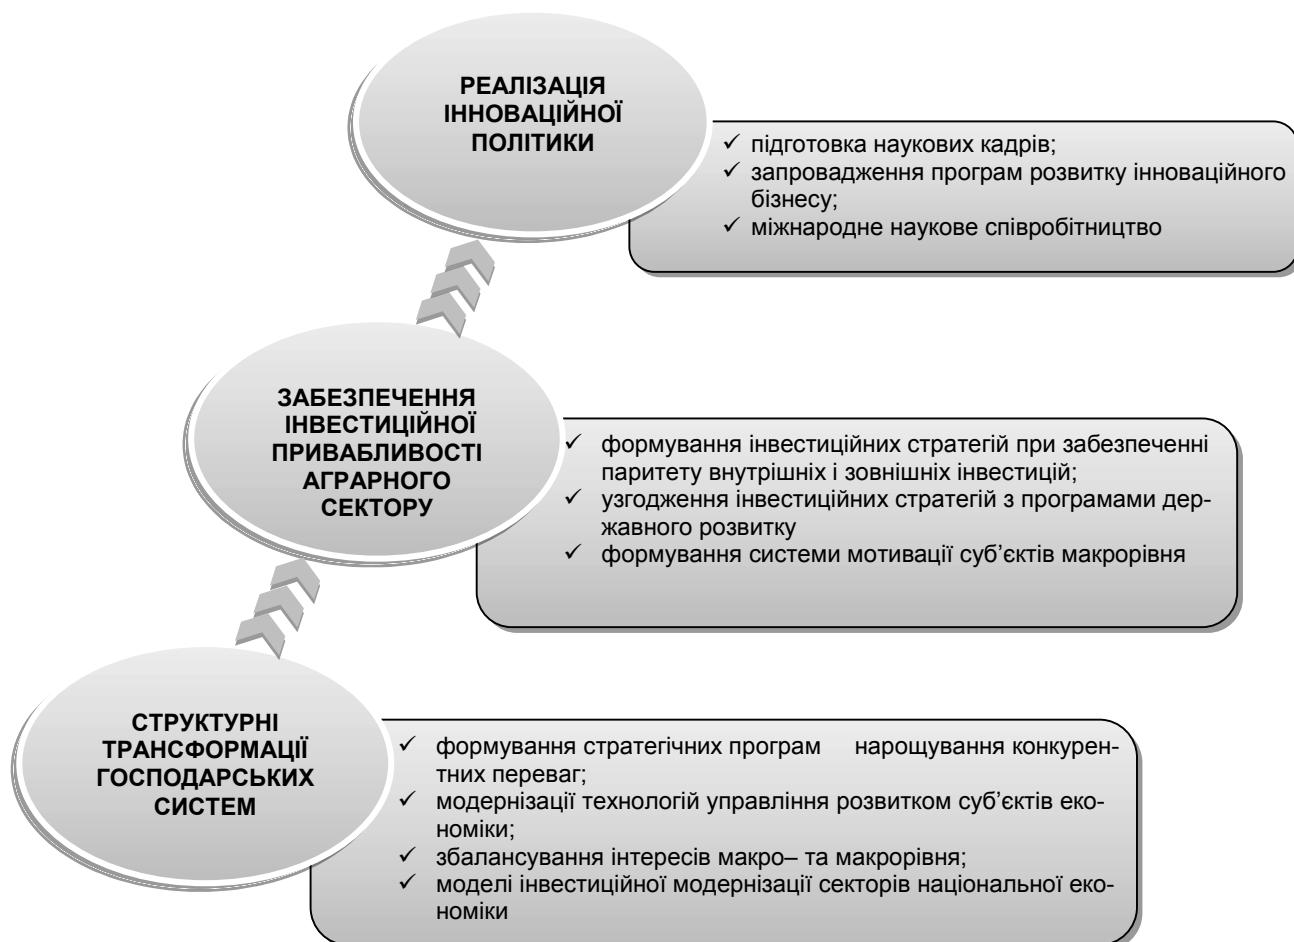 РЕАЛІЗАЦІЯ
ІННОВАЦІЙНОЇ
ПОЛІТИКИ
✓ підготовка наукових кадрів;
✓ запровадження програм розвитку інноваційного
бізнесу;
✓ міжнародне наукове співробітництво
ЗАБЕЗПЕЧЕННЯ
ІНВЕСТИЦІЙНОЇ
ПРИВАБЛИВОСТІ
АГРАРНОГО
СЕКТОРУ
✓ формування інвестиційних стратегій при забезпеченні
паритету внутрішніх і зовнішніх інвестицій;
✓ узгодження інвестиційних стратегій з програмами дер-
жавного розвитку
✓ формування системи мотивації суб’єктів макрорівня
СТРУКТУРНІ
ТРАНСФОРМАЦІЇ
ГОСПОДАРСЬКИХ
СИСТЕМ
✓ формування стратегічних програм нарощування конкурен-
тних переваг;
✓ модернізації технологій управління розвитком суб’єктів еко-
номіки;
✓ збалансування інтересів макро– та макрорівня;
✓ моделі інвестиційної модернізації секторів національної еко-
номіки